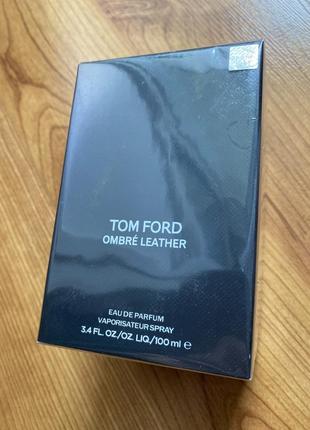 TOM FORD
OMBRÉ LEATHER
EAU DE PARFUM
VAPORISATEUR SPRAY
3.4 FL. OZ./OZ. LIQ./100 ml ℮